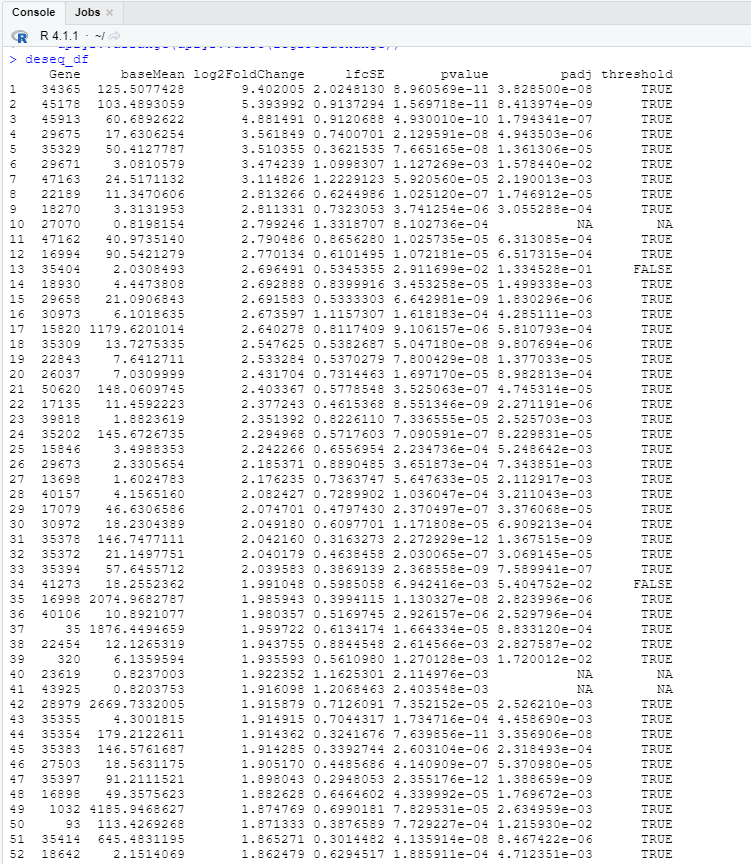 Console Jobs ×
R 4.1.1 · ~/
> deseq_df
Gene baseMean log2FoldChange lfcSE pvalue padj threshold
1 34365 125.5077428 9.402005 2.0248130 8.960569e-11 3.828500e-08 TRUE
2 45178 103.4893059 5.393992 0.9137294 1.569718e-11 8.413979e-09 TRUE
3 45913 60.6892622 4.881491 0.9120688 4.930010e-10 1.794341e-07 TRUE
4 29675 17.6306254 3.561849 0.7400701 2.129591e-08 4.943503e-06 TRUE
5 35329 50.4127787 3.510355 0.3621535 7.665165e-08 1.361306e-05 TRUE
6 29671 3.0810579 3.474239 1.0998307 1.127269e-03 1.578440e-02 TRUE
7 47163 24.5171132 3.114826 1.2229123 5.920560e-05 2.190013e-03 TRUE
8 22189 11.3470606 2.813266 0.6244986 1.025120e-07 1.746912e-05 TRUE
9 18270 3.3131953 2.811331 0.7323053 3.741254e-06 3.055288e-04 TRUE
10 27070 0.8198154 2.799246 1.3318707 8.102736e-04 NA NA
11 47162 40.9735140 2.790486 0.8656280 1.025735e-05 6.313085e-04 TRUE
12 16994 90.5421279 2.770134 0.6101495 1.072181e-05 6.517315e-04 TRUE
13 35404 2.0308493 2.696491 0.5345355 2.911699e-02 1.334528e-01 FALSE
14 18930 4.4473808 2.692888 0.8399916 3.453258e-05 1.499338e-03 TRUE
15 29658 21.0906843 2.691583 0.5333303 6.642981e-09 1.830296e-06 TRUE
16 30973 6.1018635 2.673597 1.1157307 1.618183e-04 4.285111e-03 TRUE
17 15820 1179.6201014 2.640278 0.8117409 9.106157e-06 5.810793e-04 TRUE
18 35309 13.7275335 2.547625 0.5382687 5.047180e-08 9.807694e-06 TRUE
19 22843 7.6412711 2.533284 0.5370279 7.800429e-08 1.377033e-05 TRUE
20 26037 7.0309999 2.431704 0.7314463 1.697170e-05 8.982813e-04 TRUE
21 50620 148.0609745 2.403367 0.5778548 3.525063e-07 4.745314e-05 TRUE
22 17135 11.4592223 2.377243 0.4615368 8.551346e-09 2.271191e-06 TRUE
23 39818 1.8823619 2.351392 0.8226110 7.336555e-05 2.525703e-03 TRUE
24 35202 145.6726735 2.294968 0.5717603 7.090591e-07 8.229831e-05 TRUE
25 15846 3.4988353 2.242266 0.6556954 2.234736e-04 5.248642e-03 TRUE
26 29673 2.3305654 2.185371 0.8890485 3.651873e-04 7.343851e-03 TRUE
27 13698 1.6024783 2.176235 0.7363747 5.647633e-05 2.112917e-03 TRUE
28 40157 4.1565160 2.082427 0.7289902 1.036047e-04 3.211043e-03 TRUE
29 17079 46.6306586 2.074701 0.4797430 2.370497e-07 3.376068e-05 TRUE
30 30972 18.2304389 2.049180 0.6097701 1.171808e-05 6.909213e-04 TRUE
31 35378 146.7477111 2.042160 0.3163273 2.272929e-12 1.367515e-09 TRUE
32 35372 21.1497751 2.040179 0.4638458 2.030065e-07 3.069145e-05 TRUE
33 35394 57.6455712 2.039583 0.3869139 2.368558e-09 7.589941e-07 TRUE
34 41273 18.2552362 1.991048 0.5985058 6.942416e-03 5.404752e-02 FALSE
35 16998 2074.9682787 1.985943 0.3994115 1.130327e-08 2.823996e-06 TRUE
36 40106 10.8921077 1.980357 0.5169745 2.926157e-06 2.529796e-04 TRUE
37 35 1876.4494659 1.959722 0.6134174 1.664334e-05 8.833120e-04 TRUE
38 22454 12.1265319 1.943755 0.8844548 2.614566e-03 2.827587e-02 TRUE
39 320 6.1359594 1.935593 0.5610980 1.270128e-03 1.720012e-02 TRUE
40 23619 0.8237003 1.922352 1.1625301 2.114976e-03 NA NA
41 43925 0.8203753 1.916098 1.2068463 2.403548e-03 NA NA
42 28979 2669.7332005 1.915879 0.7126091 7.352152e-05 2.526210e-03 TRUE
43 35355 4.3001815 1.914925 0.7044317 1.734716e-04 4.458690e-03 TRUE
44 35354 179.2122611 1.914362 0.3241676 7.639856e-11 3.356906e-08 TRUE
45 35383 146.5761687 1.914285 0.3392744 2.603104e-06 2.318493e-04 TRUE
46 27503 18.5631175 1.905170 0.4485686 4.140909e-07 5.370980e-05 TRUE
47 35397 91.2111521 1.898043 0.2948053 2.355176e-12 1.388659e-09 TRUE
48 16898 49.3575623 1.882628 0.6464602 4.339992e-05 1.769672e-03 TRUE
49 1032 4185.9468627 1.874769 0.6990181 7.829531e-05 2.634959e-03 TRUE
50 93 113.4269268 1.871333 0.3876589 7.729227e-04 1.215930e-02 TRUE
51 35414 645.4831195 1.865271 0.3014482 4.135914e-08 8.467422e-06 TRUE
52 18642 2.1514069 1.862479 0.6294517 1.885911e-04 4.712351e-03 TRUE